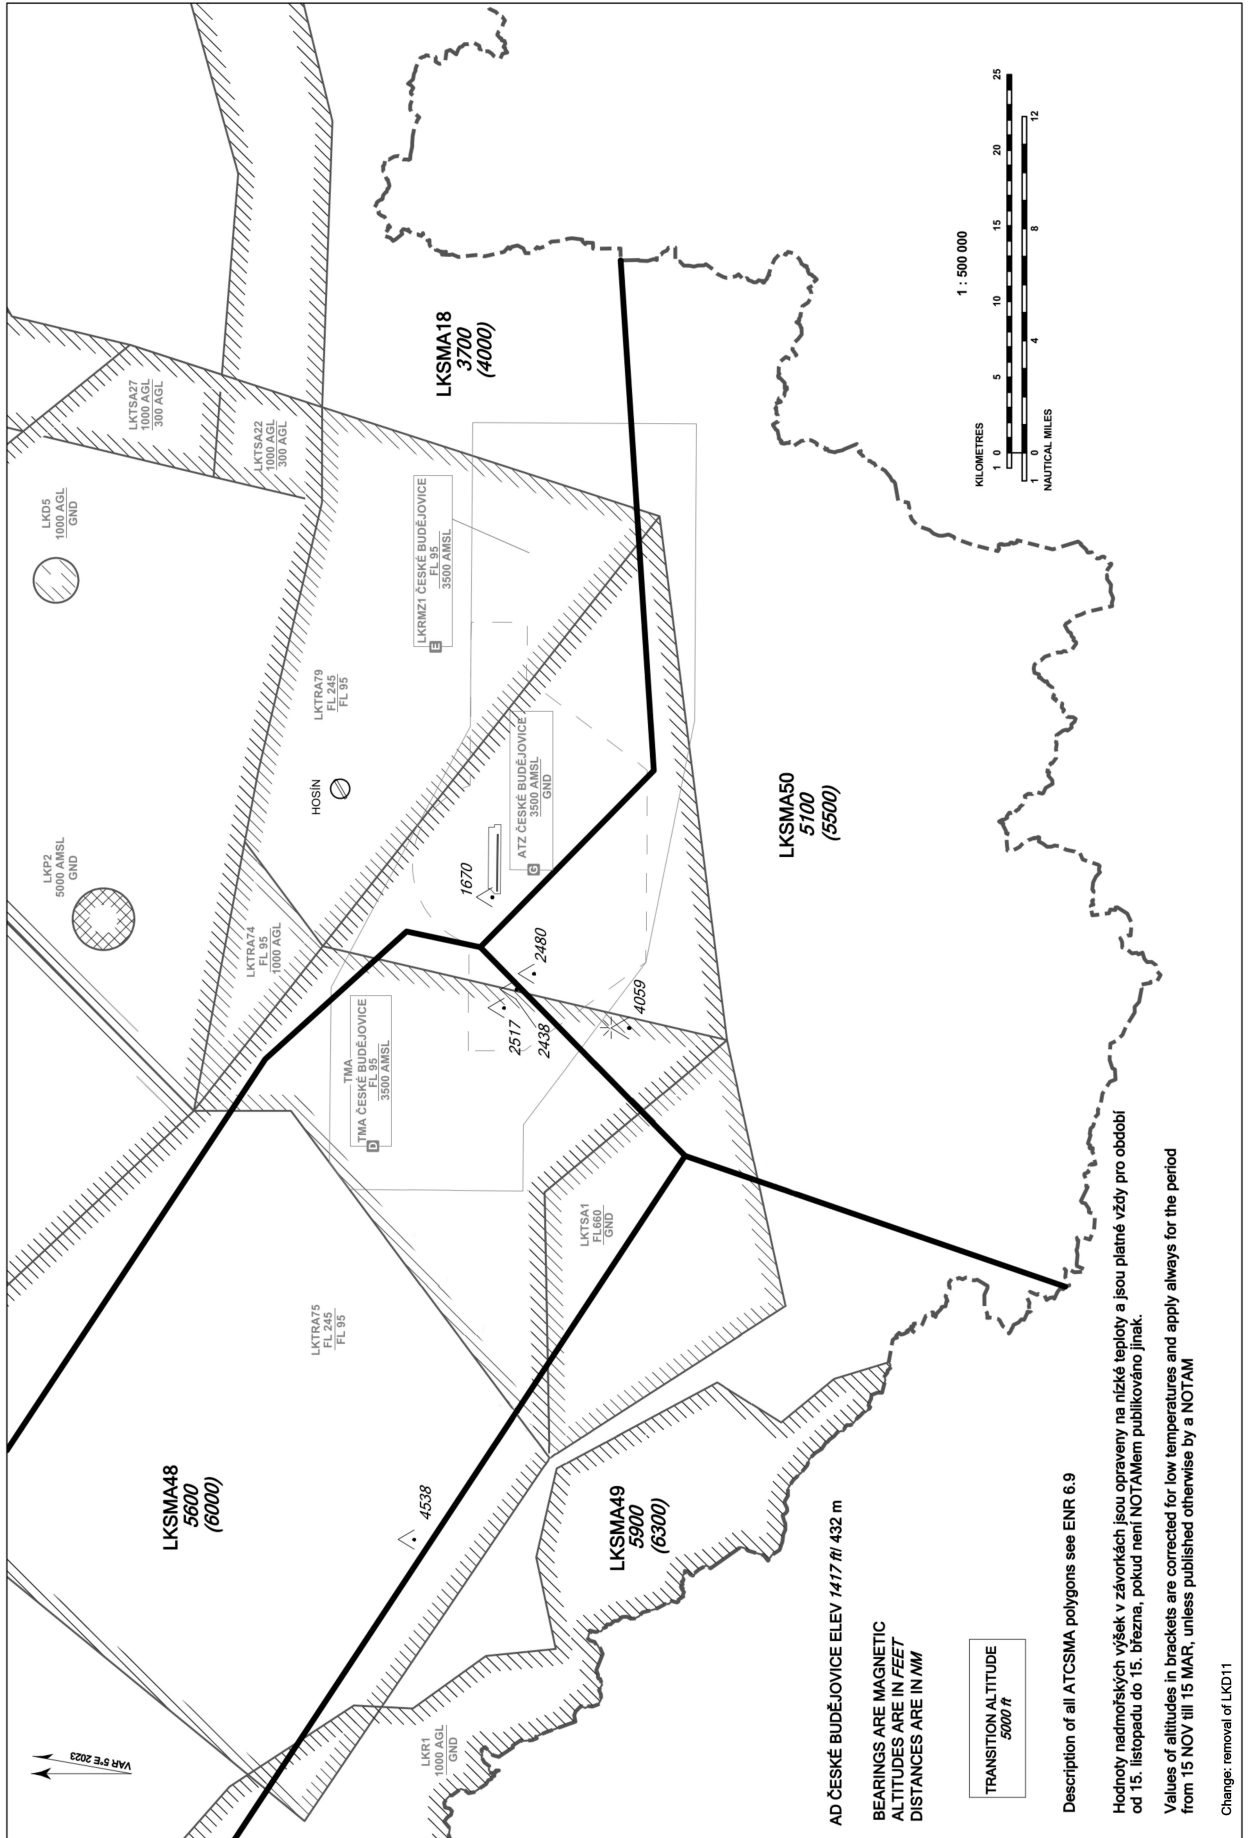 LKP2
5000 AMSL
GND
LKD5
1000 AGL
GND
LKTSA27
1000 AGL
300 AGL
LKTSA22
1000 AGL
300 AGL
LKTRA74
FL 95
1000 AGL
LKTRA79
FL 245
FL 95
HOSÍN
LKTRA75
FL 245
FL 95
TMA
TMA ČESKÉ BUDĚJOVICE
FL 95
3500 AMSL
D
LKRMZ1 ČESKÉ BUDĚJOVICE
FL 95
3500 AMSL
E
ATZ ČESKÉ BUDĚJOVICE
3500 AMSL
GND
G
LKSMA18
3700
(4000)
LKSMA48
5600
(6000)
4538
1670
2480
2517
2438
4059
LKTSA1
FL660
GND
LKSMA49
5900
(6300)
LKSMA50
5100
(5500)
LKR1
1000 AGL
GND
VAR 5°E 2023
1 : 500 000
KILOMETRES
1 0 5 10 15 20 25
1 0 4 8 12
NAUTICAL MILES
AD ČESKÉ BUDĚJOVICE ELEV 1417 ft/ 432 m
BEARINGS ARE MAGNETIC
ALTITUDES ARE IN FEET
DISTANCES ARE IN NM
TRANSITION ALTITUDE
5000 ft
Description of all ATCSMA polygons see ENR 6.9
Hodnoty nadmořských výšek v závorkách jsou opraveny na nízké teploty a jsou platné vždy pro období
od 15. listopadu do 15. března, pokud není NOTAMem publikováno jinak.
Values of altitudes in brackets are corrected for low temperatures and apply always for the period
from 15 NOV till 15 MAR, unless published otherwise by a NOTAM
Change: removal of LKD11